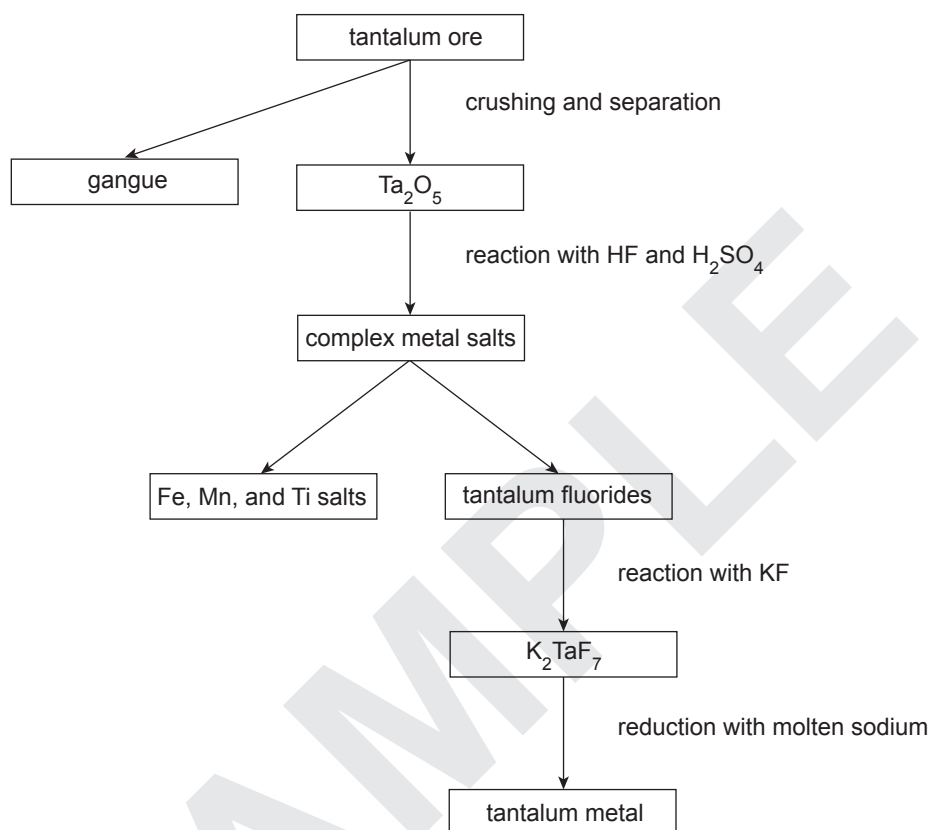 tantalum ore
crushing and separation
gangue
Ta₂O₅
reaction with HF and H₂SO₄
complex metal salts
Fe, Mn, and Ti salts
tantalum fluorides
reaction with KF
K₂TaF₇
reduction with molten sodium
tantalum metal
AMPLE